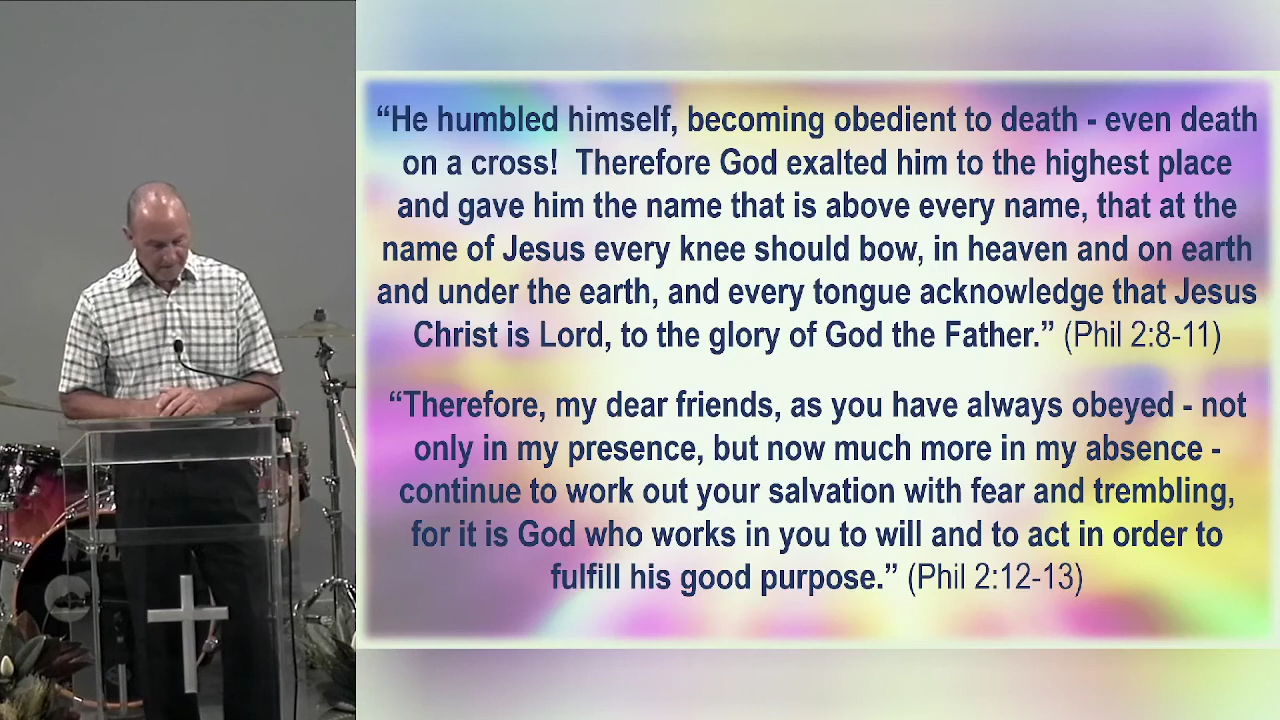 “He humbled himself, becoming obedient to death - even death
on a cross!  Therefore God exalted him to the highest place
and gave him the name that is above every name, that at the
name of Jesus every knee should bow, in heaven and on earth
and under the earth, and every tongue acknowledge that Jesus
Christ is Lord, to the glory of God the Father.” (Phil 2:8-11)
“Therefore, my dear friends, as you have always obeyed - not
only in my presence, but now much more in my absence -
continue to work out your salvation with fear and trembling,
for it is God who works in you to will and to act in order to
fulfill his good purpose.” (Phil 2:12-13)